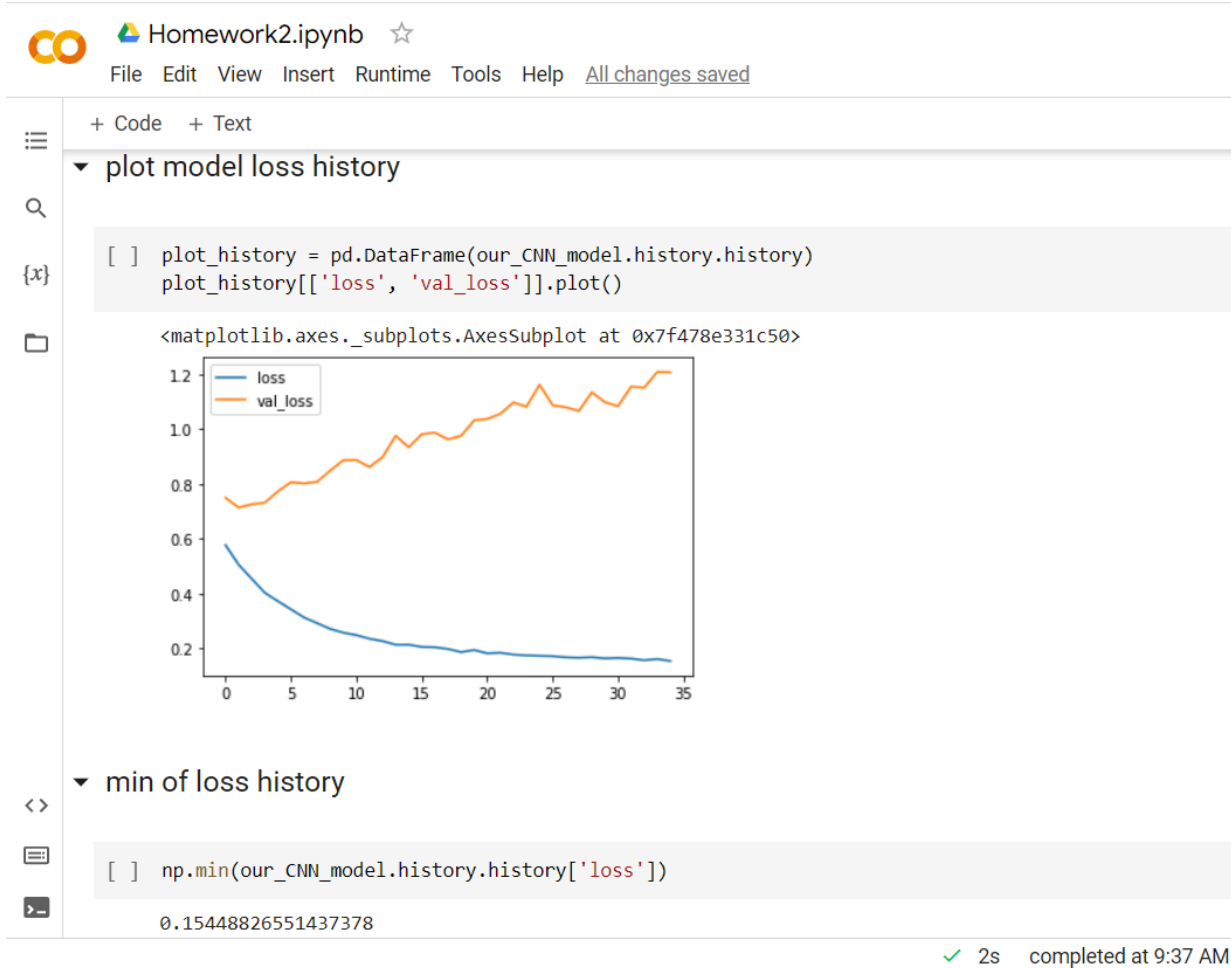 Homework2.ipynb
File Edit View Insert Runtime Tools Help All changes saved
+ Code + Text
plot model loss history
{x}
[ ] plot_history = pd.DataFrame(our_CNN_model.history.history)
plot_history[['loss', 'val_loss']].plot()
<matplotlib.axes._subplots.AxesSubplot at 0x7f478e331c50>
loss
val_loss
1.2
1.0
0.8
0.6
0.4
0.2
0 5 10 15 20 25 30 35
min of loss history
[ ] np.min(our_CNN_model.history.history['loss'])
0.15448826551437378
2s completed at 9:37 AM